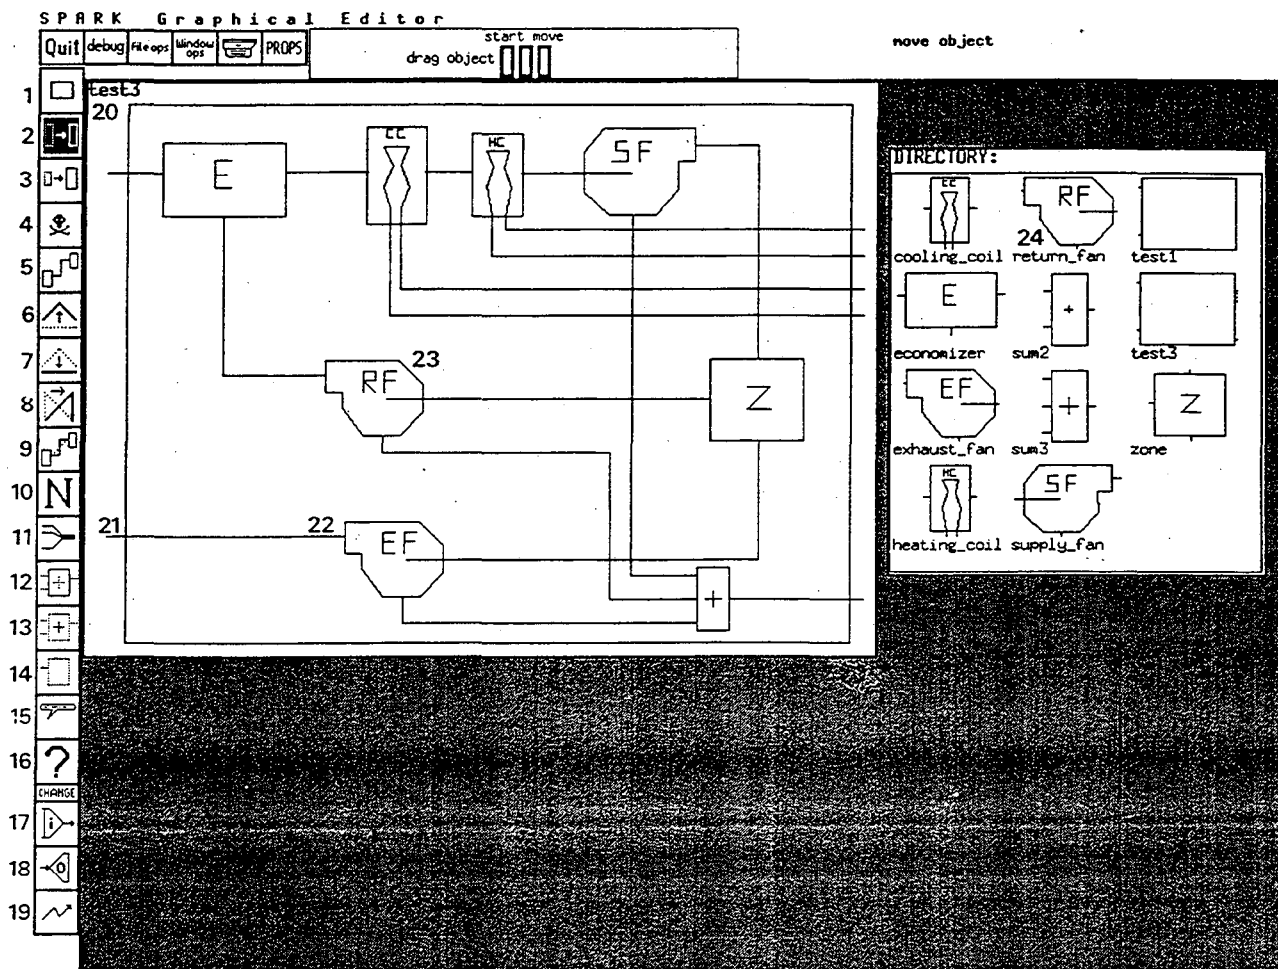 SPARK Graphical Editor
Quit debug File ops Window ops PROPS
start move
drag object
move object
1
2
3
4
5
6
7
8
9
10 N
11
12
13
14
15
16 ?
CHANGE
17 i
18 0
19
test3
20
E
CC
HC
SF
23
RF
Z
21
22
EF
+
DIRECTORY:
CC
RF
24
cooling_coil return_fan test1
E
+
economizer sum2 test3
EF
+
Z
exhaust_fan sum3 zone
HC
SF
heating_coil supply_fan